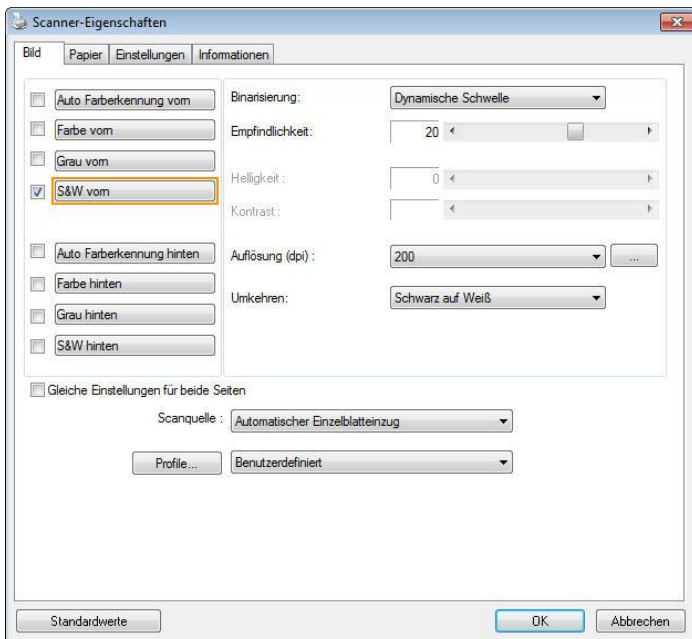 Scanner-Eigenschaften
Bild Papier Einstellungen Informationen
Auto Farberkennung vorn
Farbe vorn
Grau vorn
S&W vorn
Auto Farberkennung hinten
Farbe hinten
Grau hinten
S&W hinten
Binarisierung: Dynamische Schwelle
Empfindlichkeit: 20
Helligkeit : 0
Kontrast :
Auflösung (dpi) : 200 ...
Umkehren: Schwarz auf Weiß
Gleiche Einstellungen für beide Seiten
Scanquelle : Automatischer Einzelblatteinzug
Profile... Benutzerdefiniert
Standardwerte OK Abbrechen